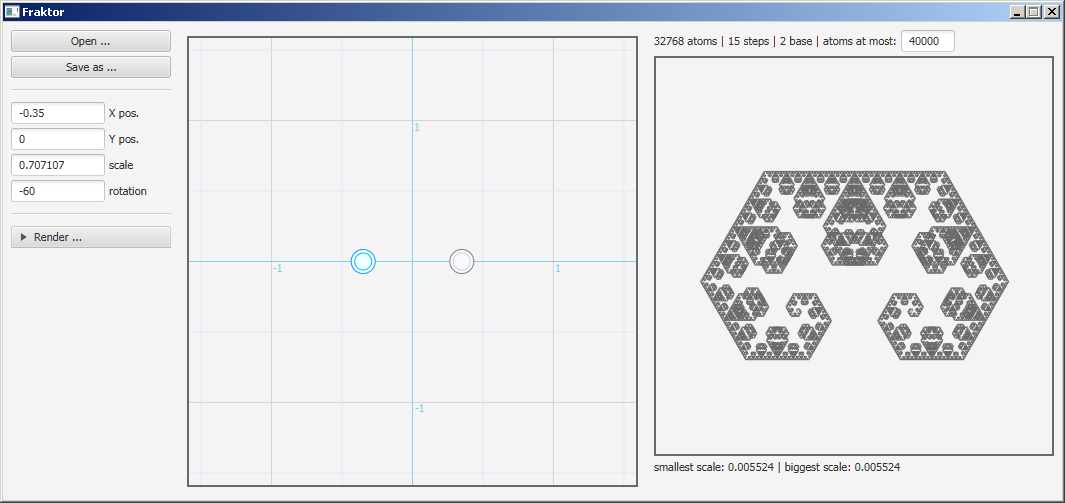 Fraktor
Open ...
Save as ...
-0.35 X pos.
0 Y pos.
0.707107 scale
-60 rotation
Render ...
1
-1
1
-1
32768 atoms | 15 steps | 2 base | atoms at most: 40000
smallest scale: 0.005524 | biggest scale: 0.005524